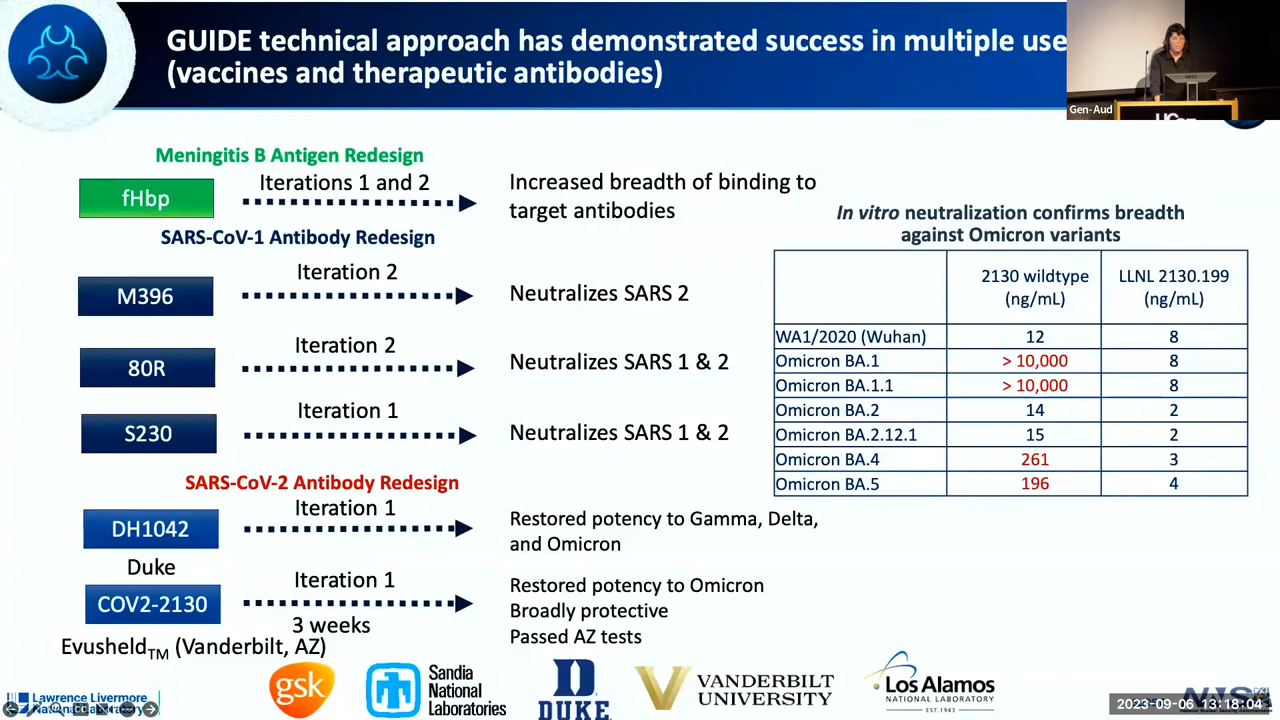 GUIDE technical approach has demonstrated success in multiple use
(vaccines and therapeutic antibodies)
Gen-Aud
Meningitis B Antigen Redesign
fHbp
Iterations 1 and 2
Increased breadth of binding to
target antibodies
SARS-CoV-1 Antibody Redesign
M396
Iteration 2
Neutralizes SARS 2
80R
Iteration 2
Neutralizes SARS 1 & 2
S230
Iteration 1
Neutralizes SARS 1 & 2
SARS-CoV-2 Antibody Redesign
DH1042
Iteration 1
Restored potency to Gamma, Delta,
and Omicron
Duke
COV2-2130
Iteration 1
3 weeks
Restored potency to Omicron
Broadly protective
Passed AZ tests
EvusheldTM (Vanderbilt, AZ)
In vitro neutralization confirms breadth
against Omicron variants
2130 wildtype (ng/mL) LLNL 2130.199 (ng/mL)
WA1/2020 (Wuhan) 12 8
Omicron BA.1 > 10,000 8
Omicron BA.1.1 > 10,000 8
Omicron BA.2 14 2
Omicron BA.2.12.1 15 2
Omicron BA.4 261 3
Omicron BA.5 196 4
Lawrence Livermore
National Laboratory
gsk
Sandia
National
Laboratories
DUKE
VANDERBILT
UNIVERSITY
Los Alamos
NATIONAL LABORATORY
EST. 1943
2023-09-06 13:18:04